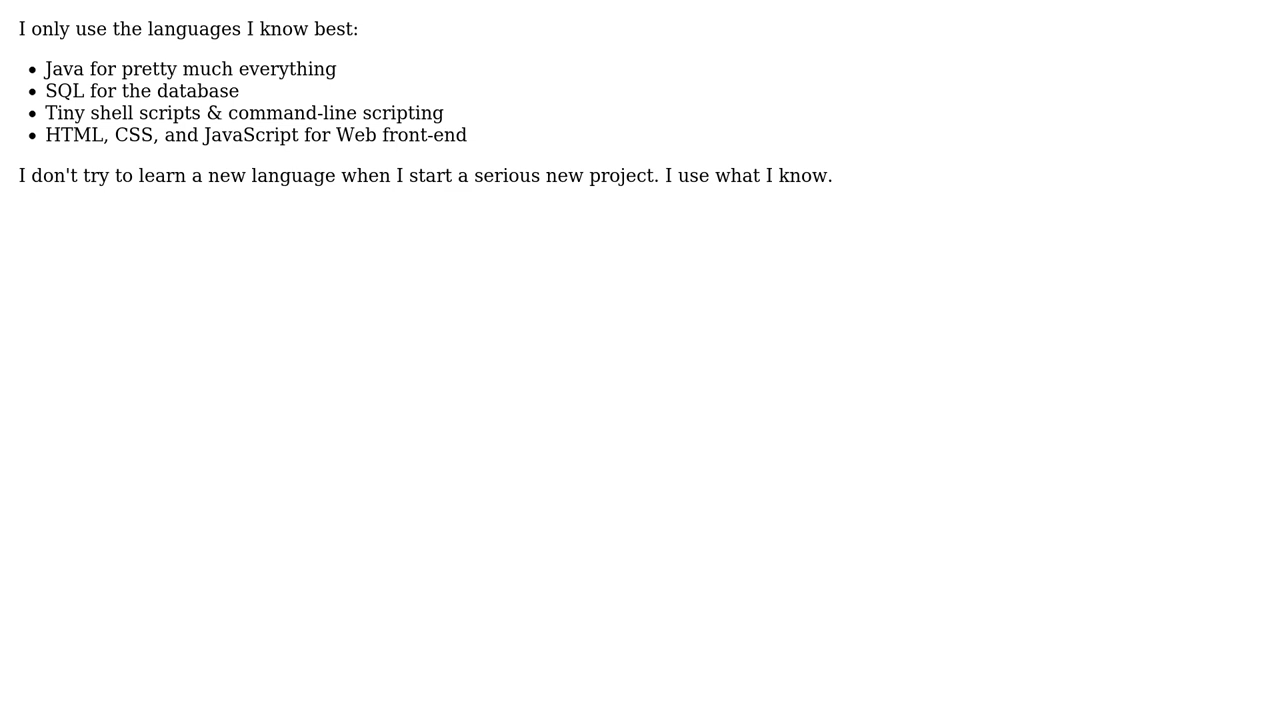 I only use the languages I know best:
• Java for pretty much everything
• SQL for the database
• Tiny shell scripts & command-line scripting
• HTML, CSS, and JavaScript for Web front-end
I don't try to learn a new language when I start a serious new project. I use what I know.